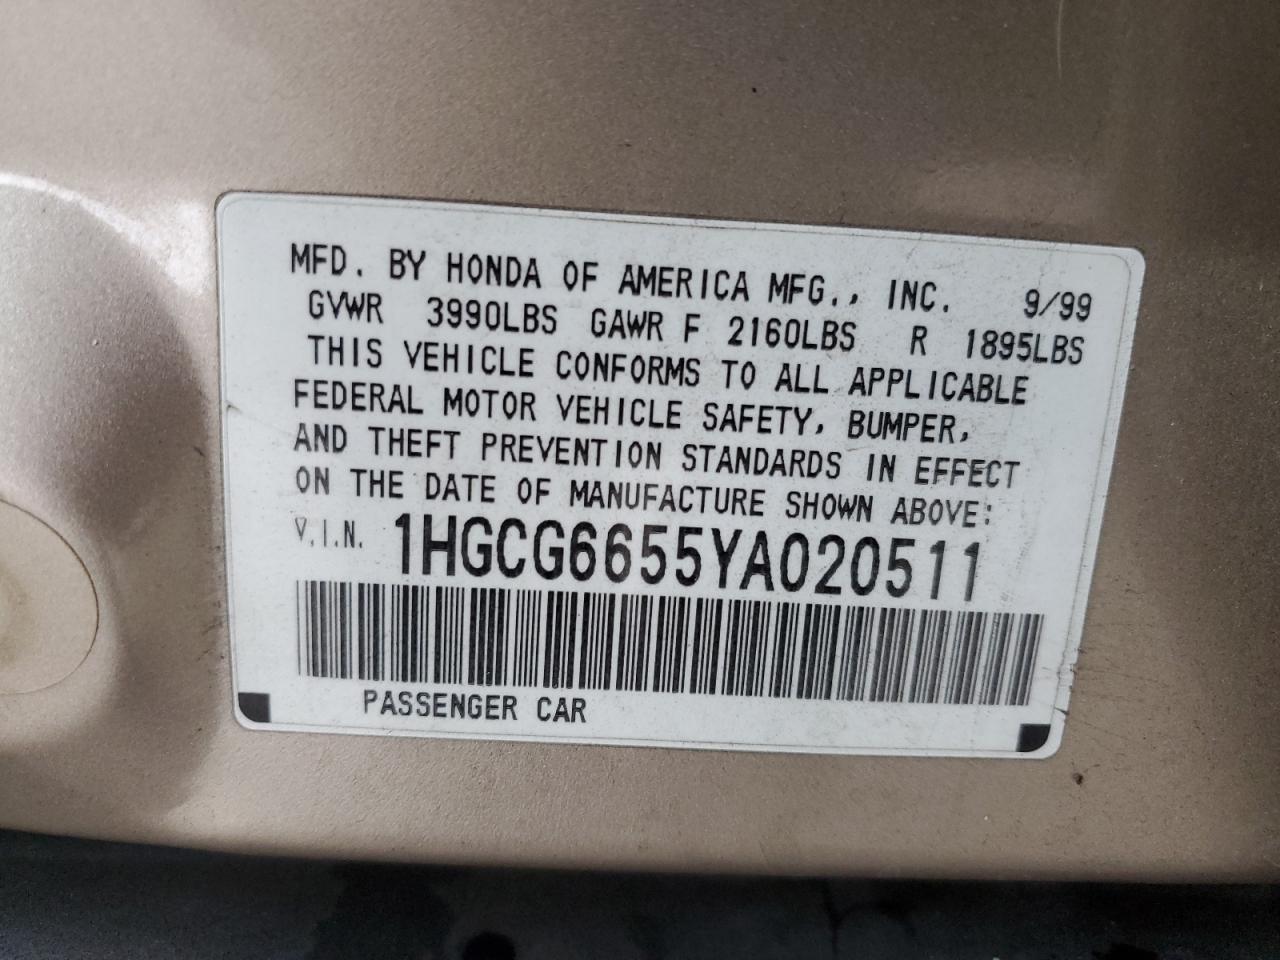 MFD. BY HONDA OF AMERICA MFG., INC. 9/99
GVWR 3990LBS GAWR F 2160LBS R 1895LBS
THIS VEHICLE CONFORMS TO ALL APPLICABLE
FEDERAL MOTOR VEHICLE SAFETY, BUMPER,
AND THEFT PREVENTION STANDARDS IN EFFECT
ON THE DATE OF MANUFACTURE SHOWN ABOVE:
V.I.N. 1HGCG6655YA020511
PASSENGER CAR